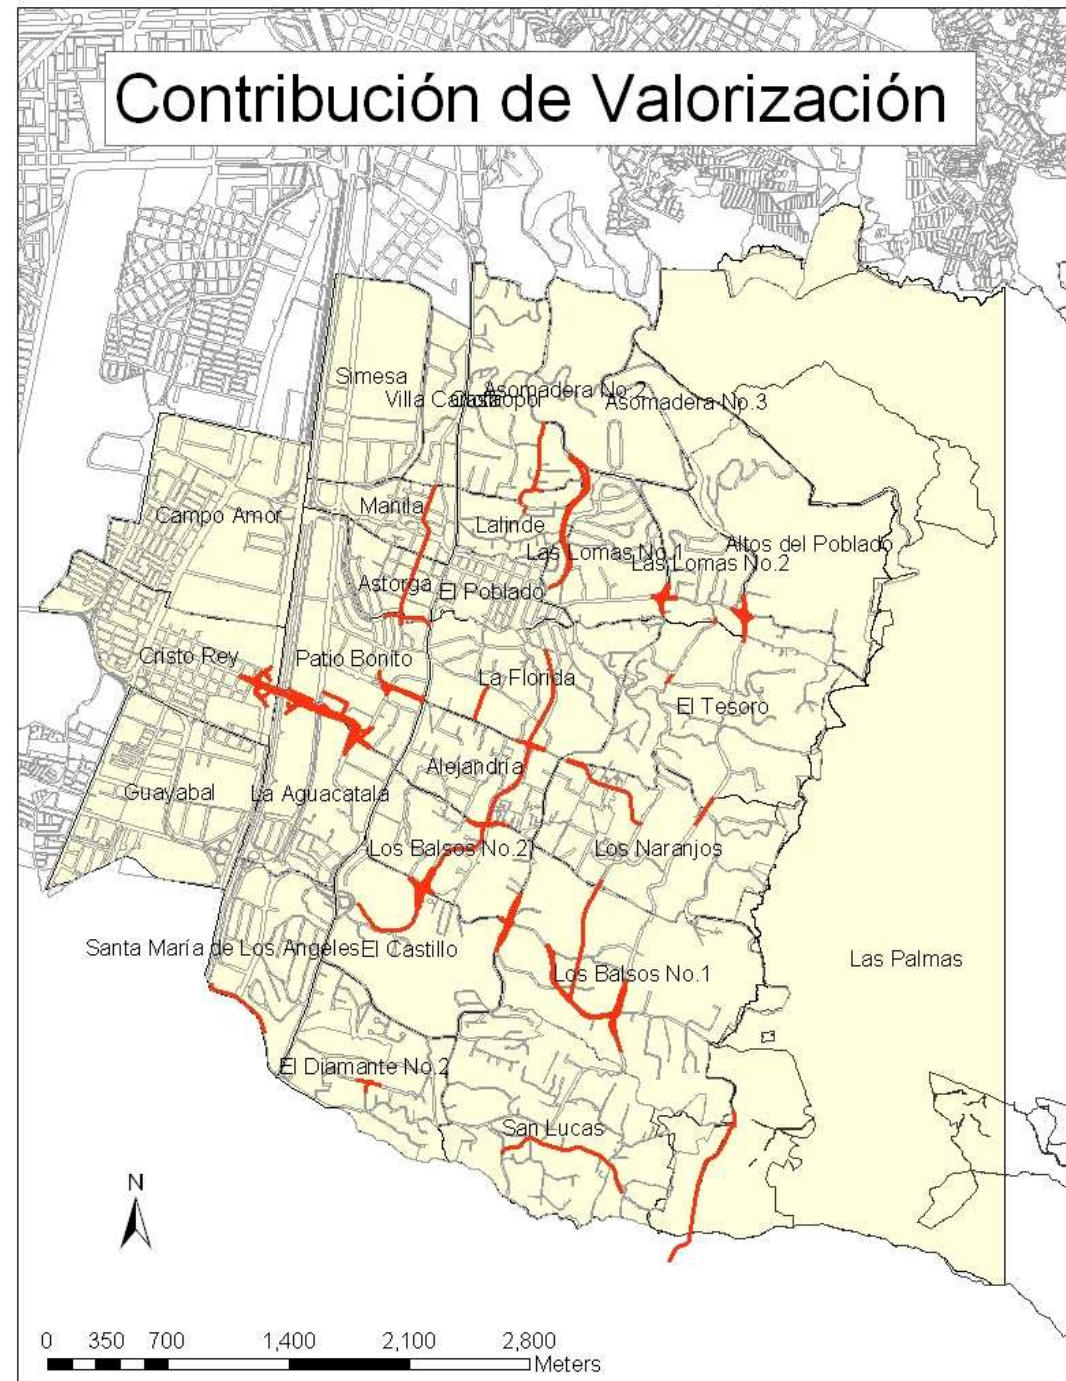 Contribución de Valorización
Simesa
Asomadera No.2
Villa Carlota
Asomadera No.3
Manila
Campo Amor
Lalinde
Altos del Poblado
Las Lomas No.1
Las Lomas No.2
Astorga
El Poblado
Cristo Rey
Patio Bonito
La Florida
El Tesoro
Alejandría
Guayabal
La Aguacatala
Los Balsos No.2
Los Naranjos
Santa María de Los Angeles
El Castillo
Las Palmas
Los Balsos No.1
El Diamante No.2
San Lucas
N
0 350 700 1,400 2,100 2,800
Meters